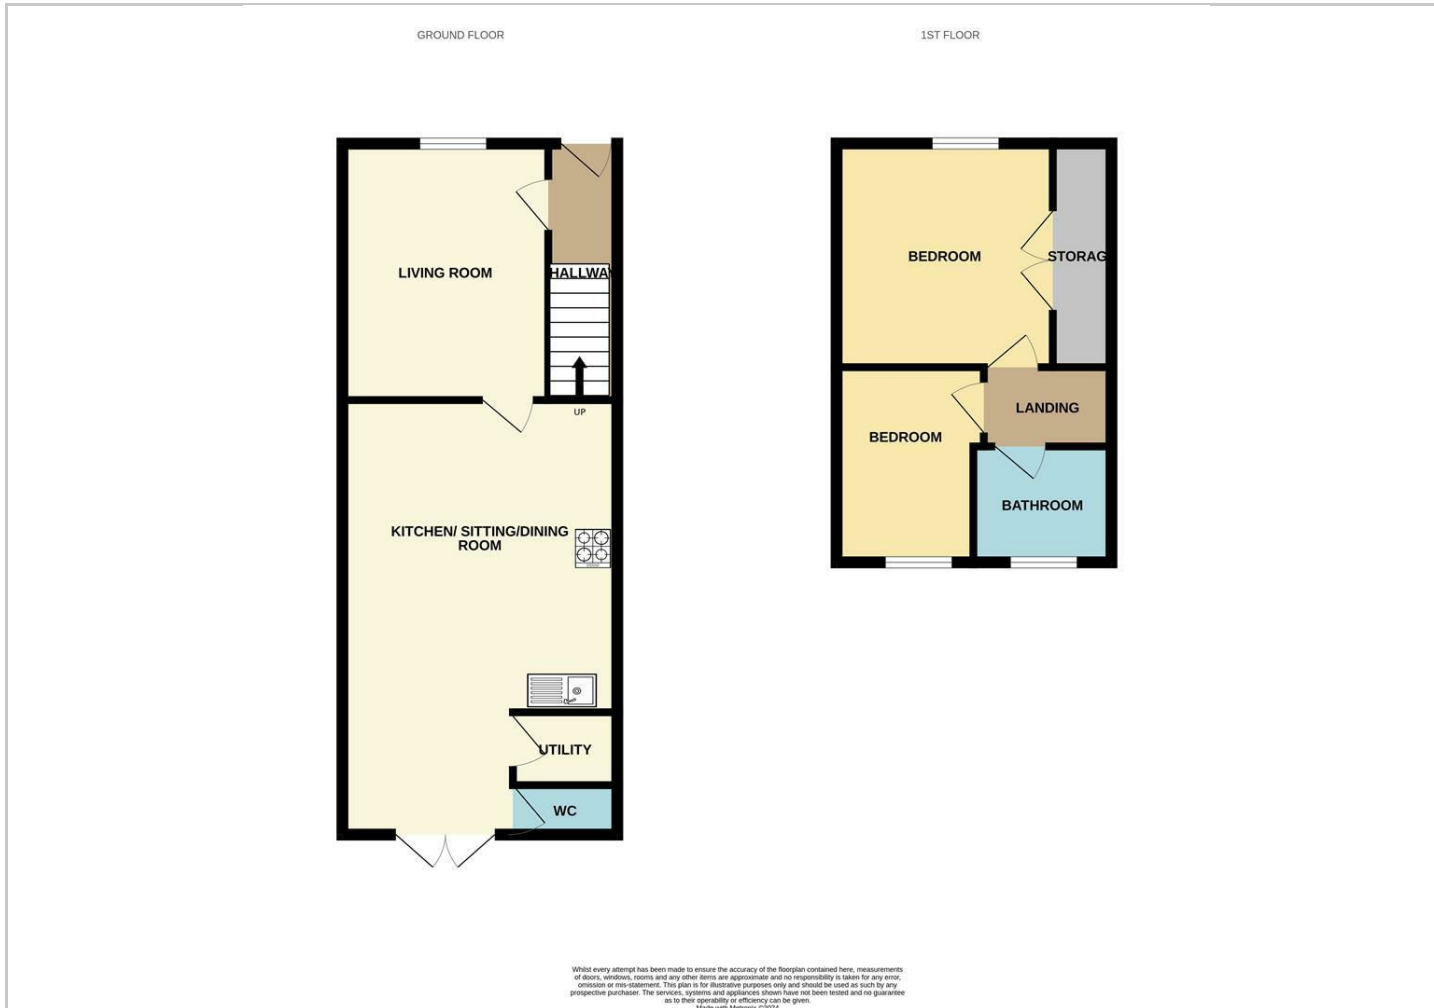 GROUND FLOOR
1ST FLOOR
LIVING ROOM
HALLWA
UP
KITCHEN/ SITTING/DINING
ROOM
UTILITY
WC
BEDROOM
STORAG
LANDING
BEDROOM
BATHROOM
Whilst every attempt has been made to ensure the accuracy of the floorplan contained here, measurements
of doors, windows, rooms and any other items are approximate and no responsibility is taken for any error,
omission or mis-statement. This plan is for illustrative purposes only and should be used as such by any
prospective purchaser. The services, systems and appliances shown have not been tested and no guarantee
as to their operability or efficiency can be given.
Made with Metropix ©2024